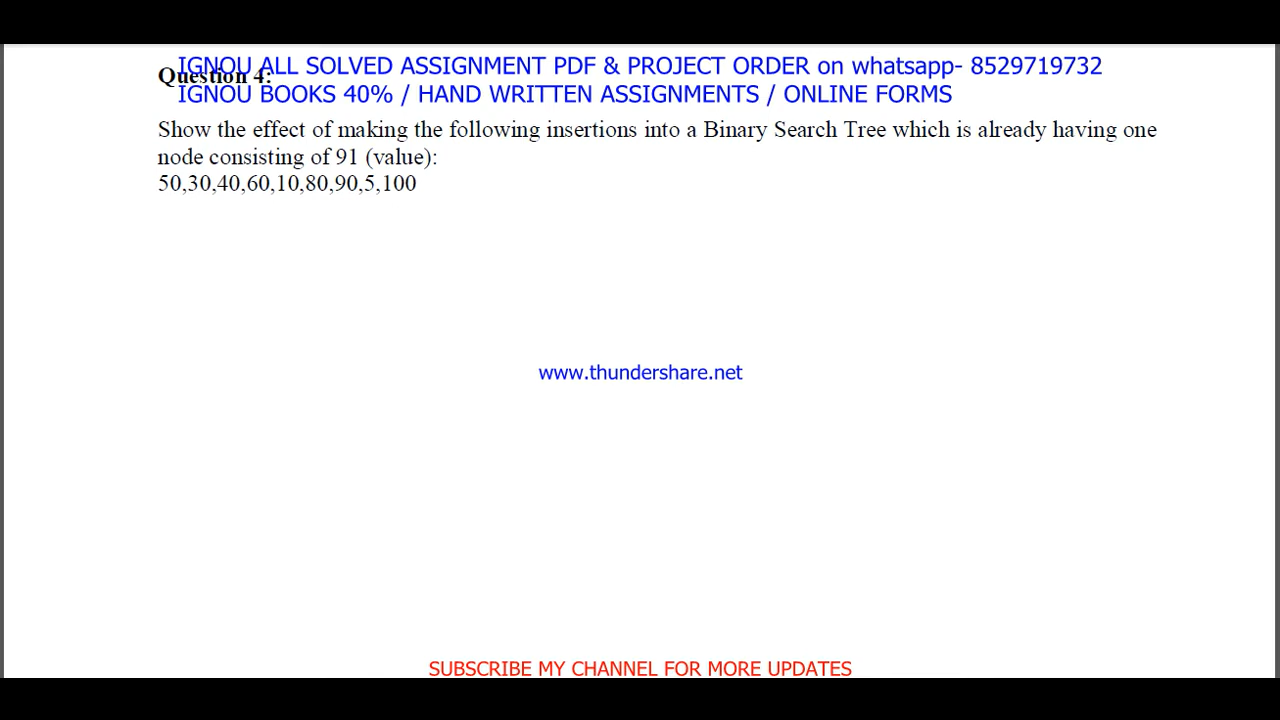 IGNOU ALL SOLVED ASSIGNMENT PDF & PROJECT ORDER on whatsapp- 8529719732
Question 4:
IGNOU BOOKS 40% / HAND WRITTEN ASSIGNMENTS / ONLINE FORMS
Show the effect of making the following insertions into a Binary Search Tree which is already having one
node consisting of 91 (value):
50,30,40,60,10,80,90,5,100
www.thundershare.net
SUBSCRIBE MY CHANNEL FOR MORE UPDATES